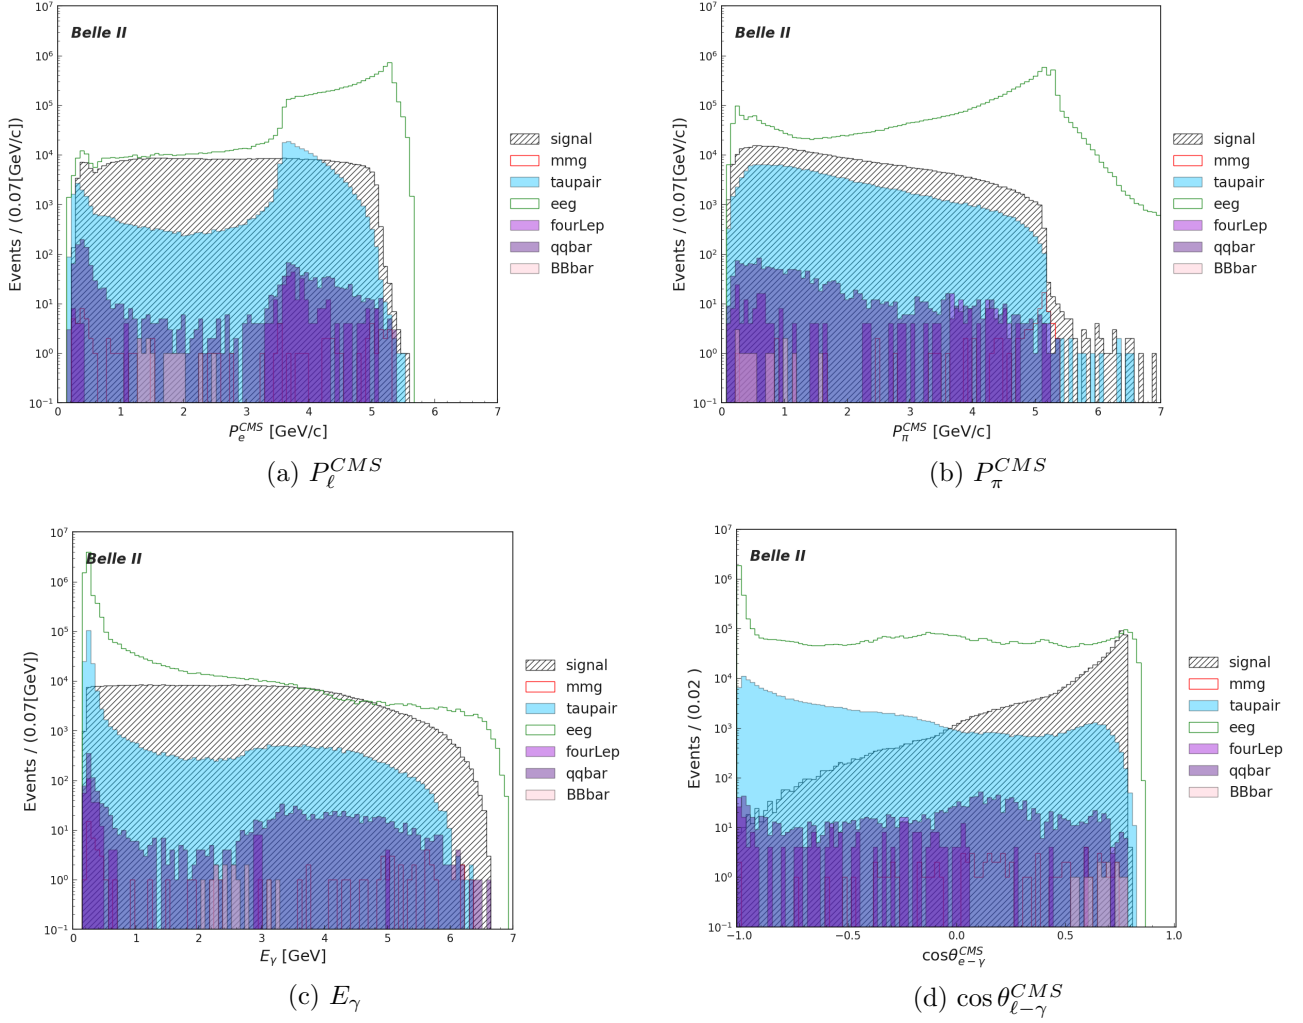 Belle II
Events / (0.07[GeV/c])
10^7
10^6
10^5
10^4
10^3
10^2
10^1
10^0
10^-1
0 1 2 3 4 5 6 7
P_e^CMS [GeV/c]
signal
mmg
taupair
eeg
fourLep
qqbar
BBbar
(a) P_ℓ^CMS
Belle II
Events / (0.07[GeV/c])
10^7
10^6
10^5
10^4
10^3
10^2
10^1
10^0
10^-1
0 1 2 3 4 5 6 7
P_π^CMS [GeV/c]
signal
mmg
taupair
eeg
fourLep
qqbar
BBbar
(b) P_π^CMS
Belle II
Events / (0.07[GeV])
10^7
10^6
10^5
10^4
10^3
10^2
10^1
10^0
10^-1
0 1 2 3 4 5 6 7
E_γ [GeV]
signal
mmg
taupair
eeg
fourLep
qqbar
BBbar
(c) E_γ
Belle II
Events / (0.02 )
10^7
10^6
10^5
10^4
10^3
10^2
10^1
10^0
10^-1
−1.0 −0.5 0.0 0.5 1.0
cosθ_e−γ^CMS
signal
mmg
taupair
eeg
fourLep
qqbar
BBbar
(d) cos θ_ℓ−γ^CMS